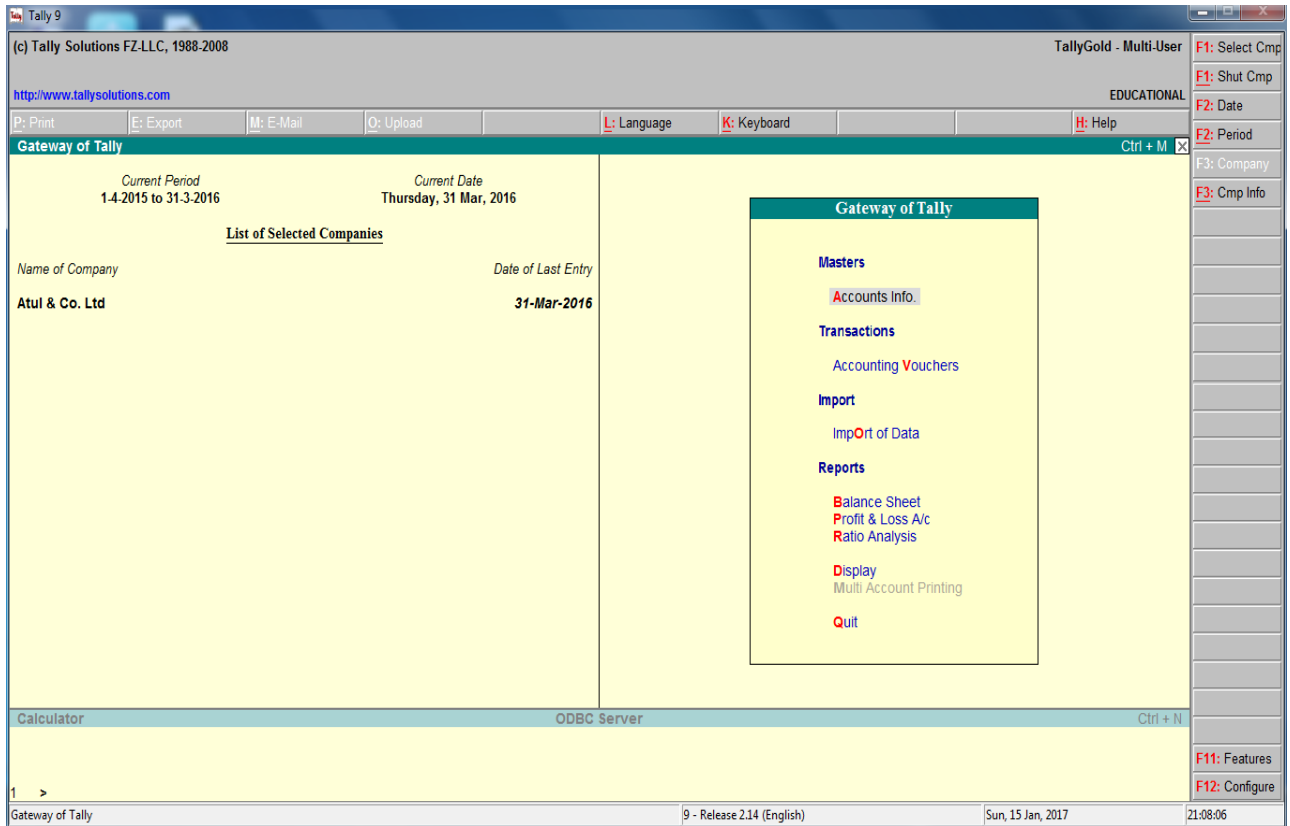 Tally 9
(c) Tally Solutions FZ-LLC, 1988-2008
TallyGold - Multi-User
http://www.tallysolutions.com
EDUCATIONAL
P: Print
E: Export
M: E-Mail
O: Upload
L: Language
K: Keyboard
H: Help
Gateway of Tally
Ctrl + M
Current Period
1-4-2015 to 31-3-2016
Current Date
Thursday, 31 Mar, 2016
List of Selected Companies
Name of Company
Date of Last Entry
Atul & Co. Ltd
31-Mar-2016
Gateway of Tally
Masters
Accounts Info.
Transactions
Accounting Vouchers
Import
ImpOrt of Data
Reports
Balance Sheet
Profit & Loss A/c
Ratio Analysis
Display
Multi Account Printing
Quit
F1: Select Cmp
F1: Shut Cmp
F2: Date
F2: Period
F3: Company
F3: Cmp Info
F11: Features
F12: Configure
Calculator
ODBC Server
Ctrl + N
1 >
Gateway of Tally
9 - Release 2.14 (English)
Sun, 15 Jan, 2017
21:08:06